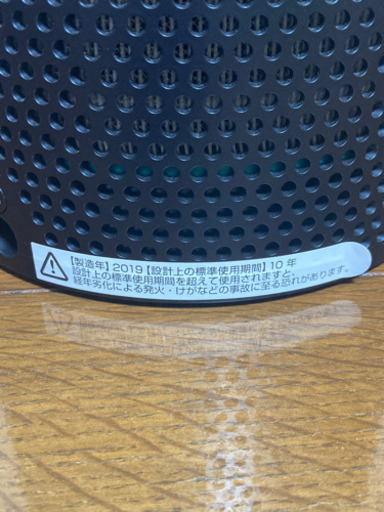 【製造年】2019【設計上の標準使用期間】10年
設計上の標準使用期間を超えて使用されますと、
経年劣化による発火・けがなどの事故に至る恐れがあります。